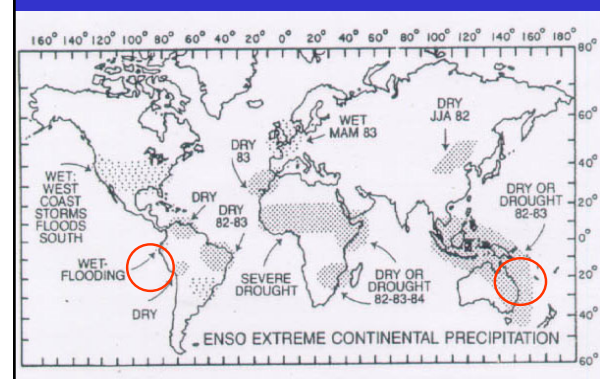 160° 140° 120° 100° 80° 60° 40° 20° 0° 20° 40° 60° 80° 100° 120° 140° 160° 180°
80°
60°
40°
20°
0°
20°
40°
60°
WET:
WEST
COAST
STORMS
FLOODS
SOUTH
WET-
FLOODING
DRY
DRY
DRY
82-83
DRY
83
WET
MAM 83
SEVERE
DROUGHT
DRY OR
DROUGHT
82-83-84
DRY
JJA 82
DRY OR
DROUGHT
82-83
ENSO EXTREME CONTINENTAL PRECIPITATION